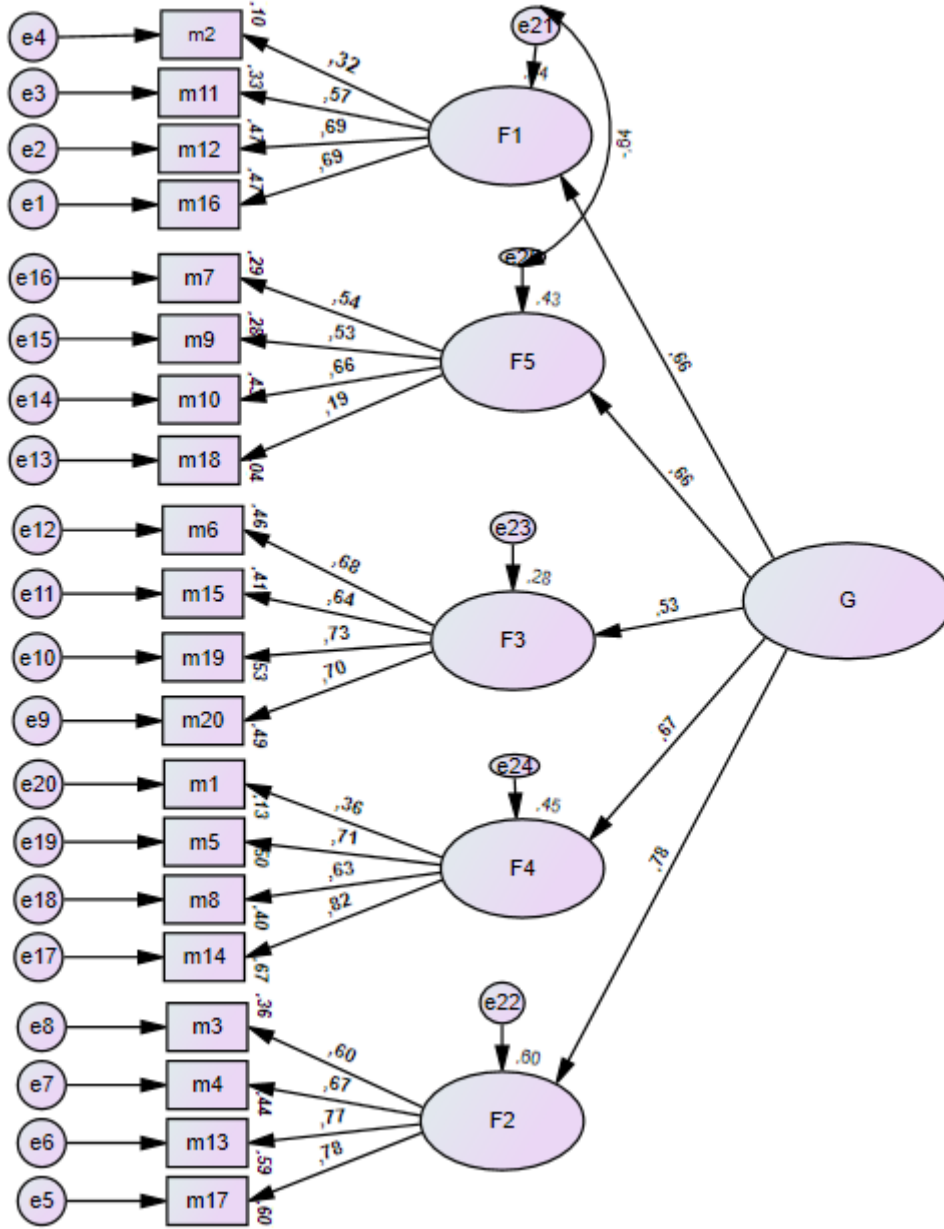 ,10
e4
m2
,32
e21
,33
e3
m11
,57
F1
,47
e2
m12
,69
-,64
,47
e1
m16
,69
,29
e16
m7
,54
,43
,28
e15
m9
,53
F5
,66
e14
m10
,66
e13
m18
,19
,04
,66
,46
e12
m6
,68
e23
,28
,41
e11
m15
,64
F3
,53
G
e10
m19
,73
,53
e9
m20
,70
,49
e20
m1
,36
,13
e24
,45
,67
e19
m5
,71
,50
F4
e18
m8
,63
,40
e17
m14
,82
,67
,78
,36
e8
m3
,60
e22
,60
e7
m4
,67
,44
F2
e6
m13
,77
,59
e5
m17
,78
,60